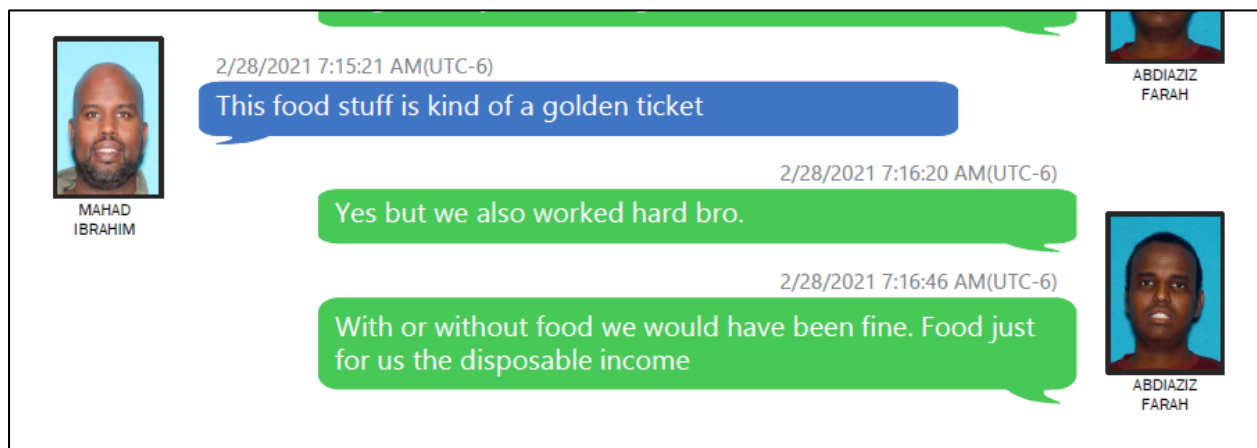 ABDIAZIZ
FARAH
2/28/2021 7:15:21 AM(UTC-6)
This food stuff is kind of a golden ticket
MAHAD
IBRAHIM
2/28/2021 7:16:20 AM(UTC-6)
Yes but we also worked hard bro.
2/28/2021 7:16:46 AM(UTC-6)
With or without food we would have been fine. Food just
for us the disposable income
ABDIAZIZ
FARAH